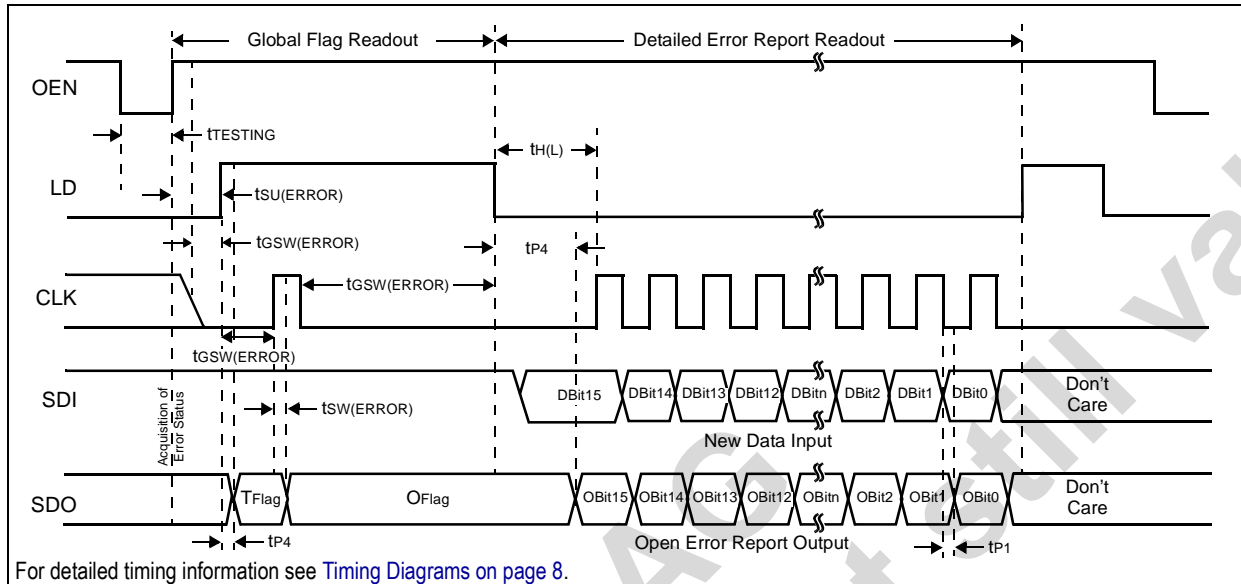 Global Flag Readout
Detailed Error Report Readout
OEN
tTESTING
tH(L)
LD
tSU(ERROR)
tGSW(ERROR)
tP4
CLK
tGSW(ERROR)
tGSW(ERROR)
SDI
DBit15
DBit14
DBit13
DBit12
DBitn
DBit2
DBit1
DBit0
Don't
Care
tSW(ERROR)
Acquisition of
Error Status
New Data Input
SDO
TFlag
OFlag
OBit15
OBit14
OBit13
OBit12
OBitn
OBit2
OBit1
OBit0
Don't
Care
tP4
Open Error Report Output
tP1
For detailed timing information see Timing Diagrams on page 8.
AG
still va